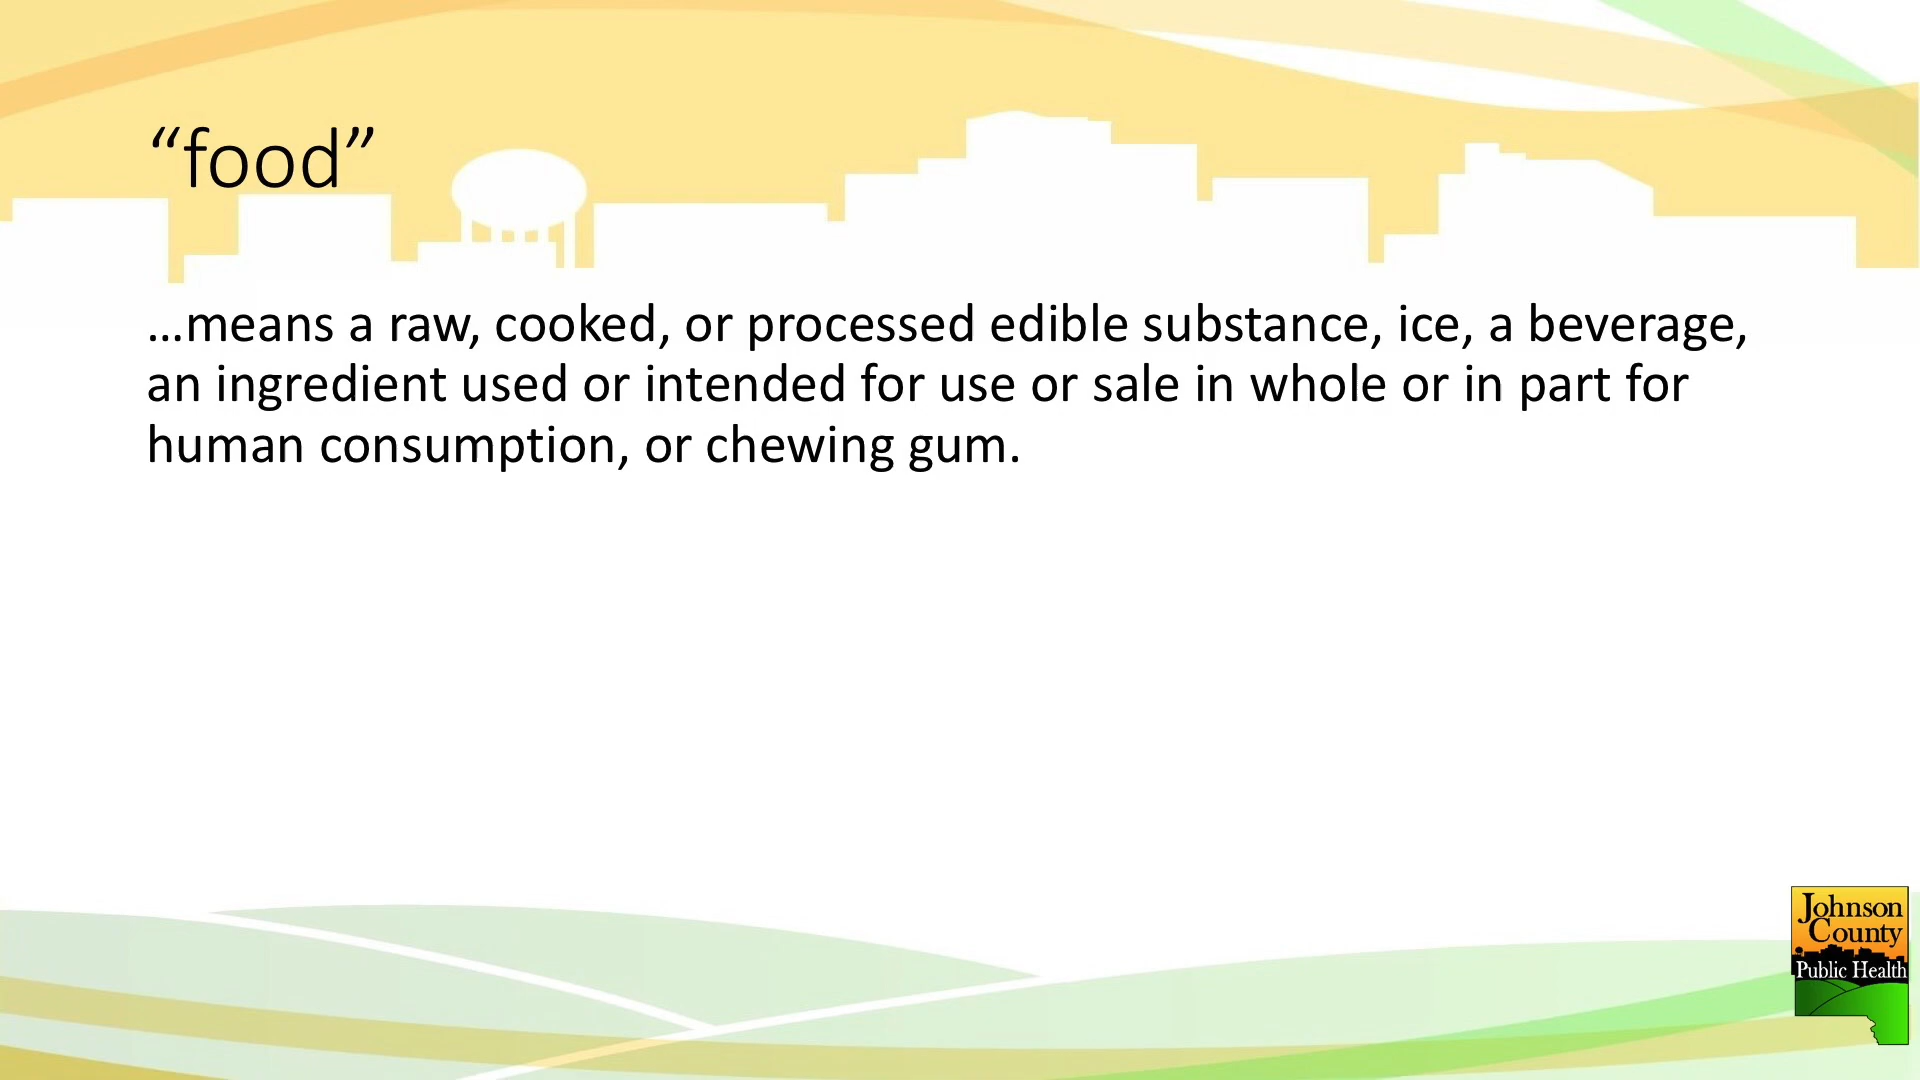 “food”
...means a raw, cooked, or processed edible substance, ice, a beverage,
an ingredient used or intended for use or sale in whole or in part for
human consumption, or chewing gum.
Johnson
County
Public Health